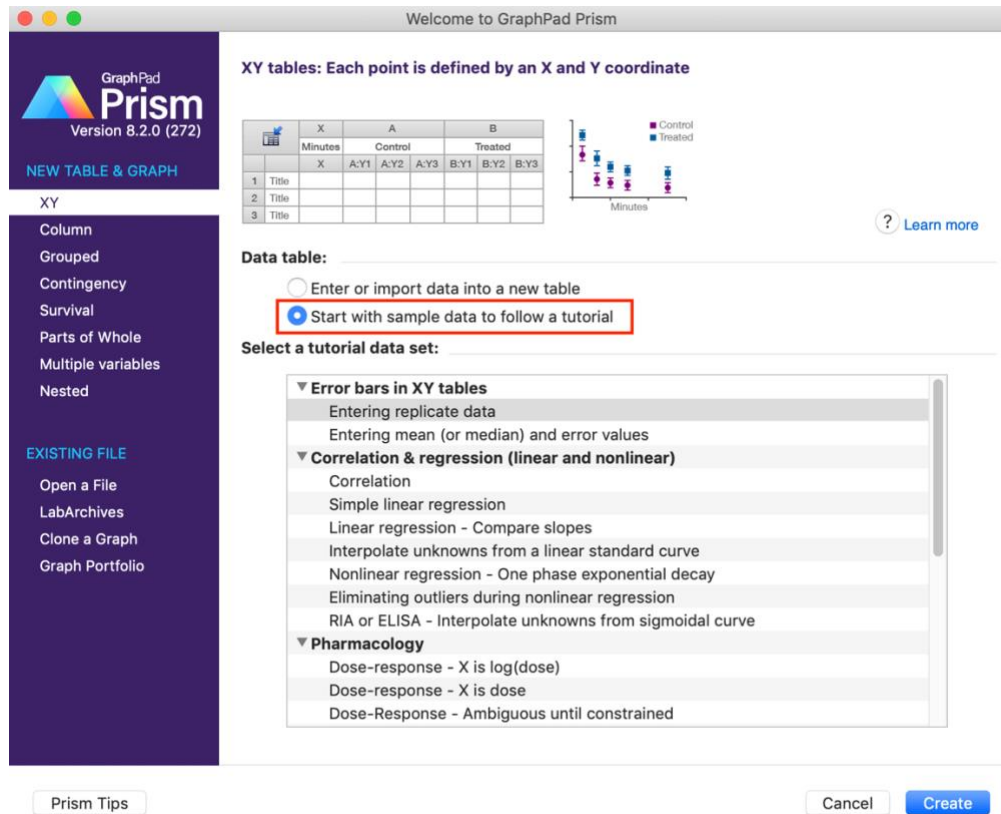 Welcome to GraphPad Prism
GraphPad
Prism
Version 8.2.0 (272)
NEW TABLE & GRAPH
XY
Column
Grouped
Contingency
Survival
Parts of Whole
Multiple variables
Nested
EXISTING FILE
Open a File
LabArchives
Clone a Graph
Graph Portfolio
Prism Tips
XY tables: Each point is defined by an X and Y coordinate
X A B
Minutes Control Treated
X A:Y1 A:Y2 A:Y3 B:Y1 B:Y2 B:Y3
1 Title
2 Title
3 Title
Control
Treated
Minutes
? Learn more
Data table:
Enter or import data into a new table
Start with sample data to follow a tutorial
Select a tutorial data set:
Error bars in XY tables
Entering replicate data
Entering mean (or median) and error values
Correlation & regression (linear and nonlinear)
Correlation
Simple linear regression
Linear regression - Compare slopes
Interpolate unknowns from a linear standard curve
Nonlinear regression - One phase exponential decay
Eliminating outliers during nonlinear regression
RIA or ELISA - Interpolate unknowns from sigmoidal curve
Pharmacology
Dose-response - X is log(dose)
Dose-response - X is dose
Dose-Response - Ambiguous until constrained
Cancel
Create